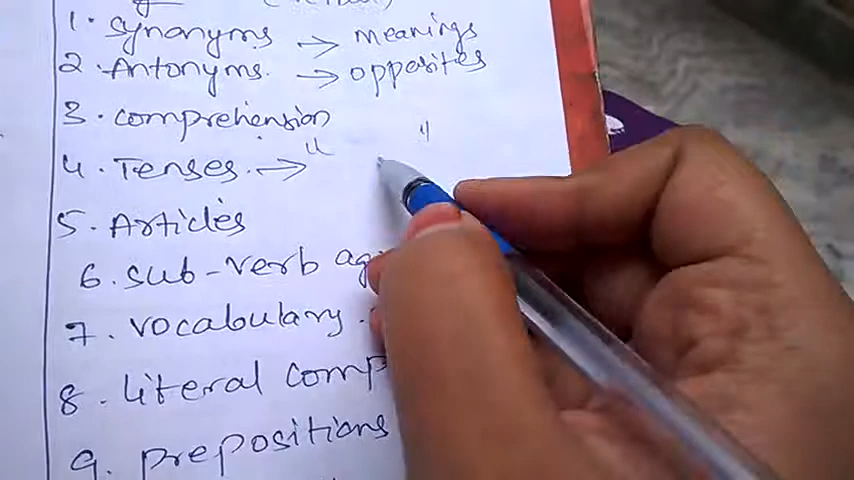 1. synonyms → meanings
2. Antonyms. → opposites
3. comprehension
4. Tenses. → " "
5. Articles
6. sub-verb
7. vocabulary.
8. literal comp
9. prepositions